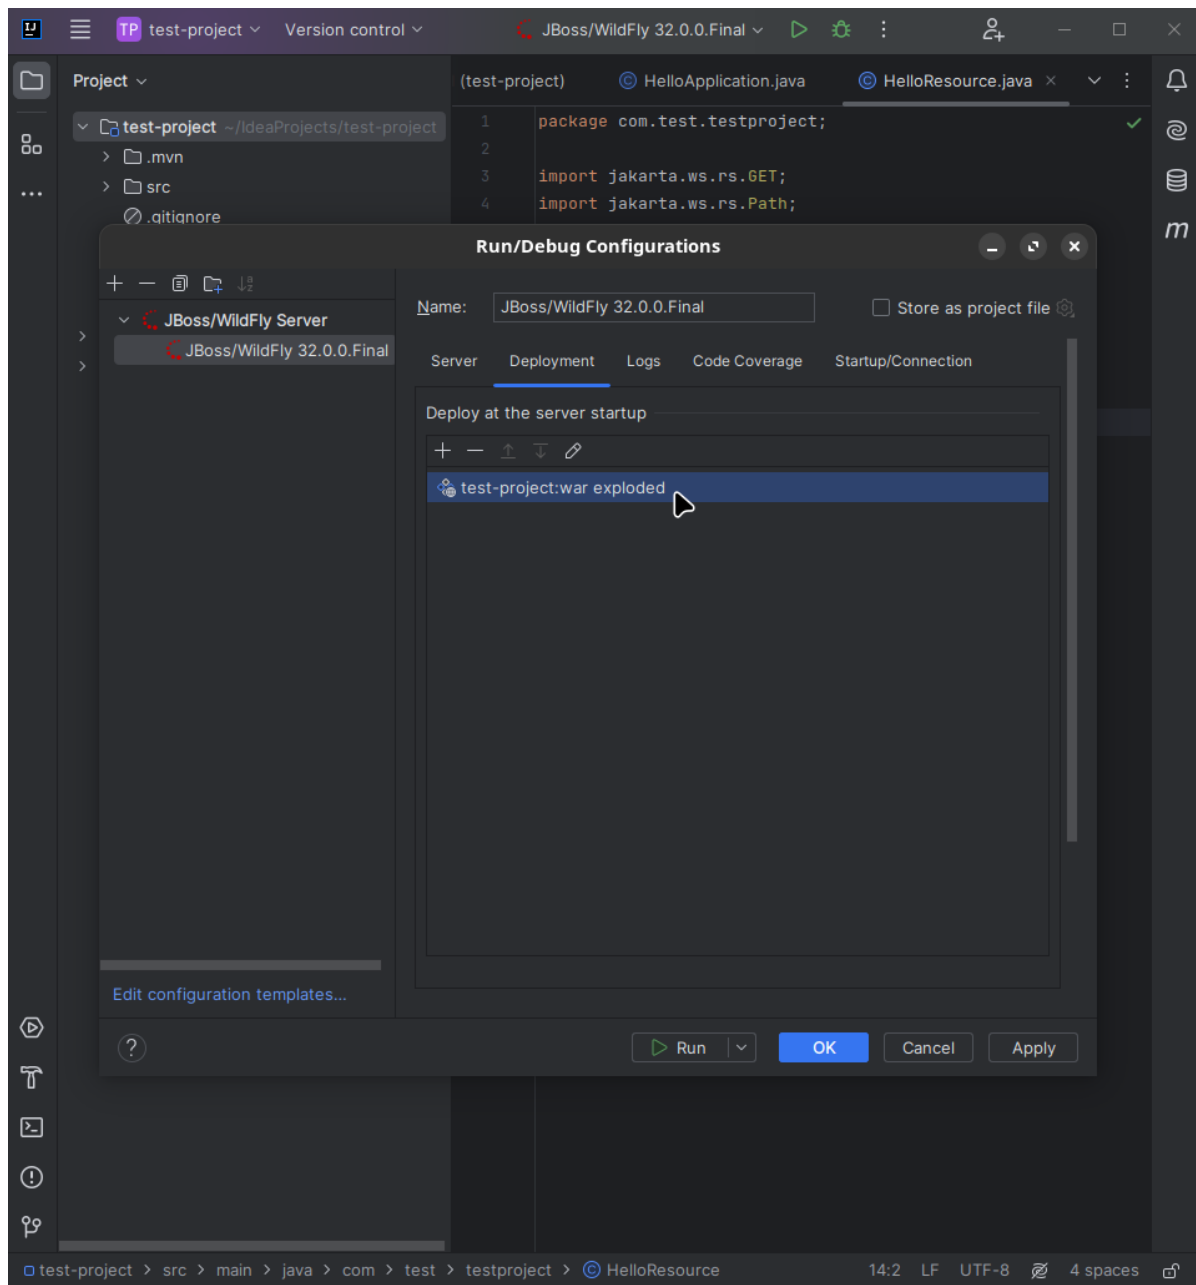 IJ
TP test-project Version control JBoss/WildFly 32.0.0.Final
Project
(test-project) HelloApplication.java HelloResource.java
test-project ~/IdeaProjects/test-project
.mvn
src
.gitignore
1 package com.test.testproject;
2
3 import jakarta.ws.rs.GET;
4 import jakarta.ws.rs.Path;
m
Run/Debug Configurations
JBoss/WildFly Server
JBoss/WildFly 32.0.0.Final
Edit configuration templates...
Name: JBoss/WildFly 32.0.0.Final Store as project file
Server Deployment Logs Code Coverage Startup/Connection
Deploy at the server startup
test-project:war exploded
? Run OK Cancel Apply
test-project > src > main > java > com > test > testproject > HelloResource 14:2 LF UTF-8 4 spaces